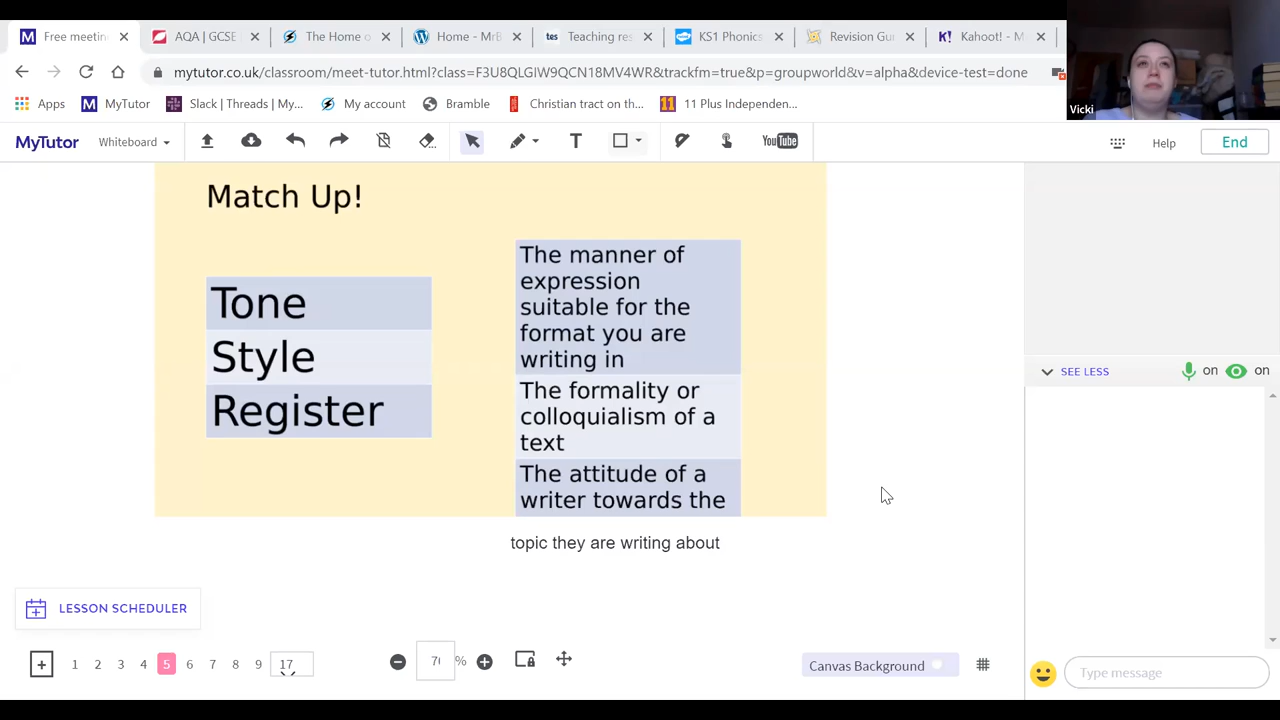 Free meetin
AQA | GCSE
The Home o
Home - MrB
tes Teaching res
KS1 Phonics
Revision Gui
K! Kahoot! - M
mytutor.co.uk/classroom/meet-tutor.html?class=F3U8QLGIW9QCN18MV4WR&trackfm=true&p=groupworld&v=alpha&device-test=done
Vicki
Apps
MyTutor
Slack | Threads | My...
My account
Bramble
Christian tract on th...
11 Plus Independen...
MyTutor
Whiteboard
T
YouTube
Help
End
Match Up!
Tone
Style
Register
The manner of
expression
suitable for the
format you are
writing in
The formality or
colloquialism of a
text
The attitude of a
writer towards the
topic they are writing about
SEE LESS
on
on
LESSON SCHEDULER
1 2 3 4 5 6 7 8 9 17
%
Canvas Background
Type message